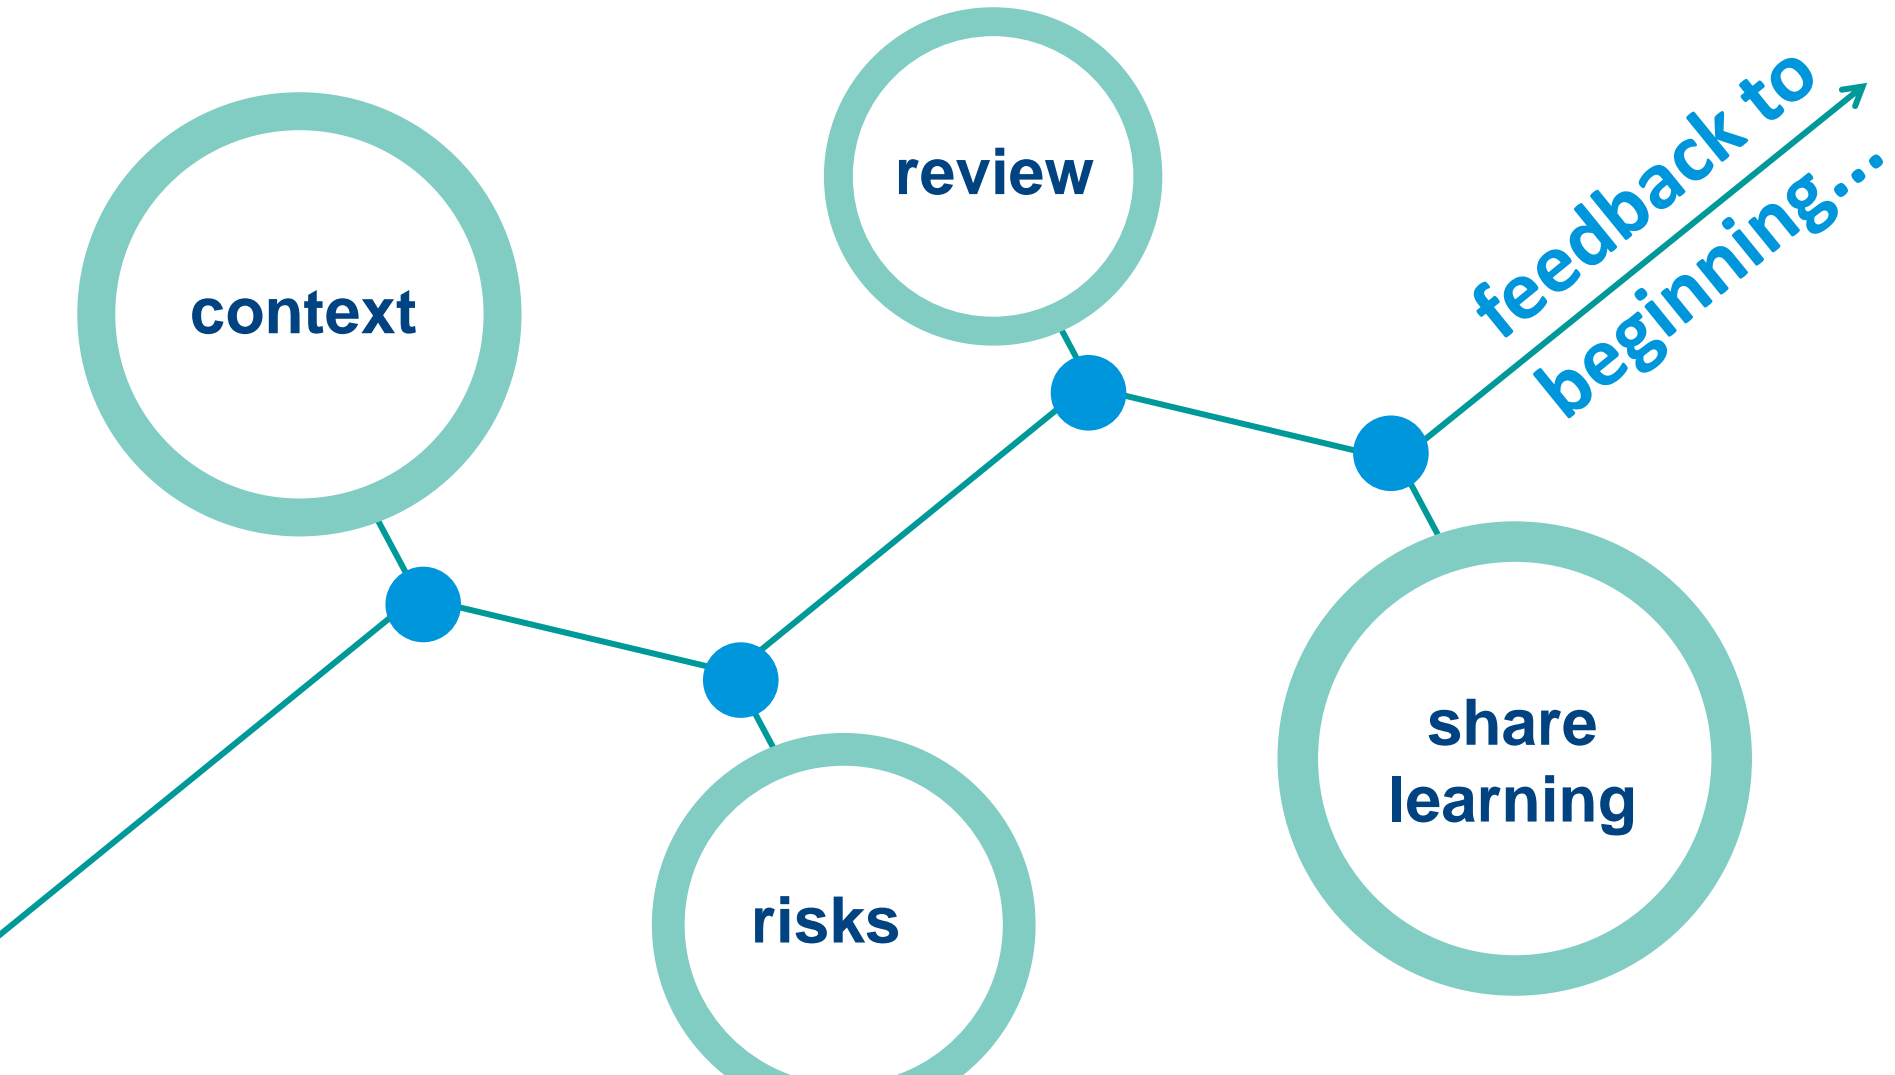 context
risks
review
share
learning
feedback to
beginning...